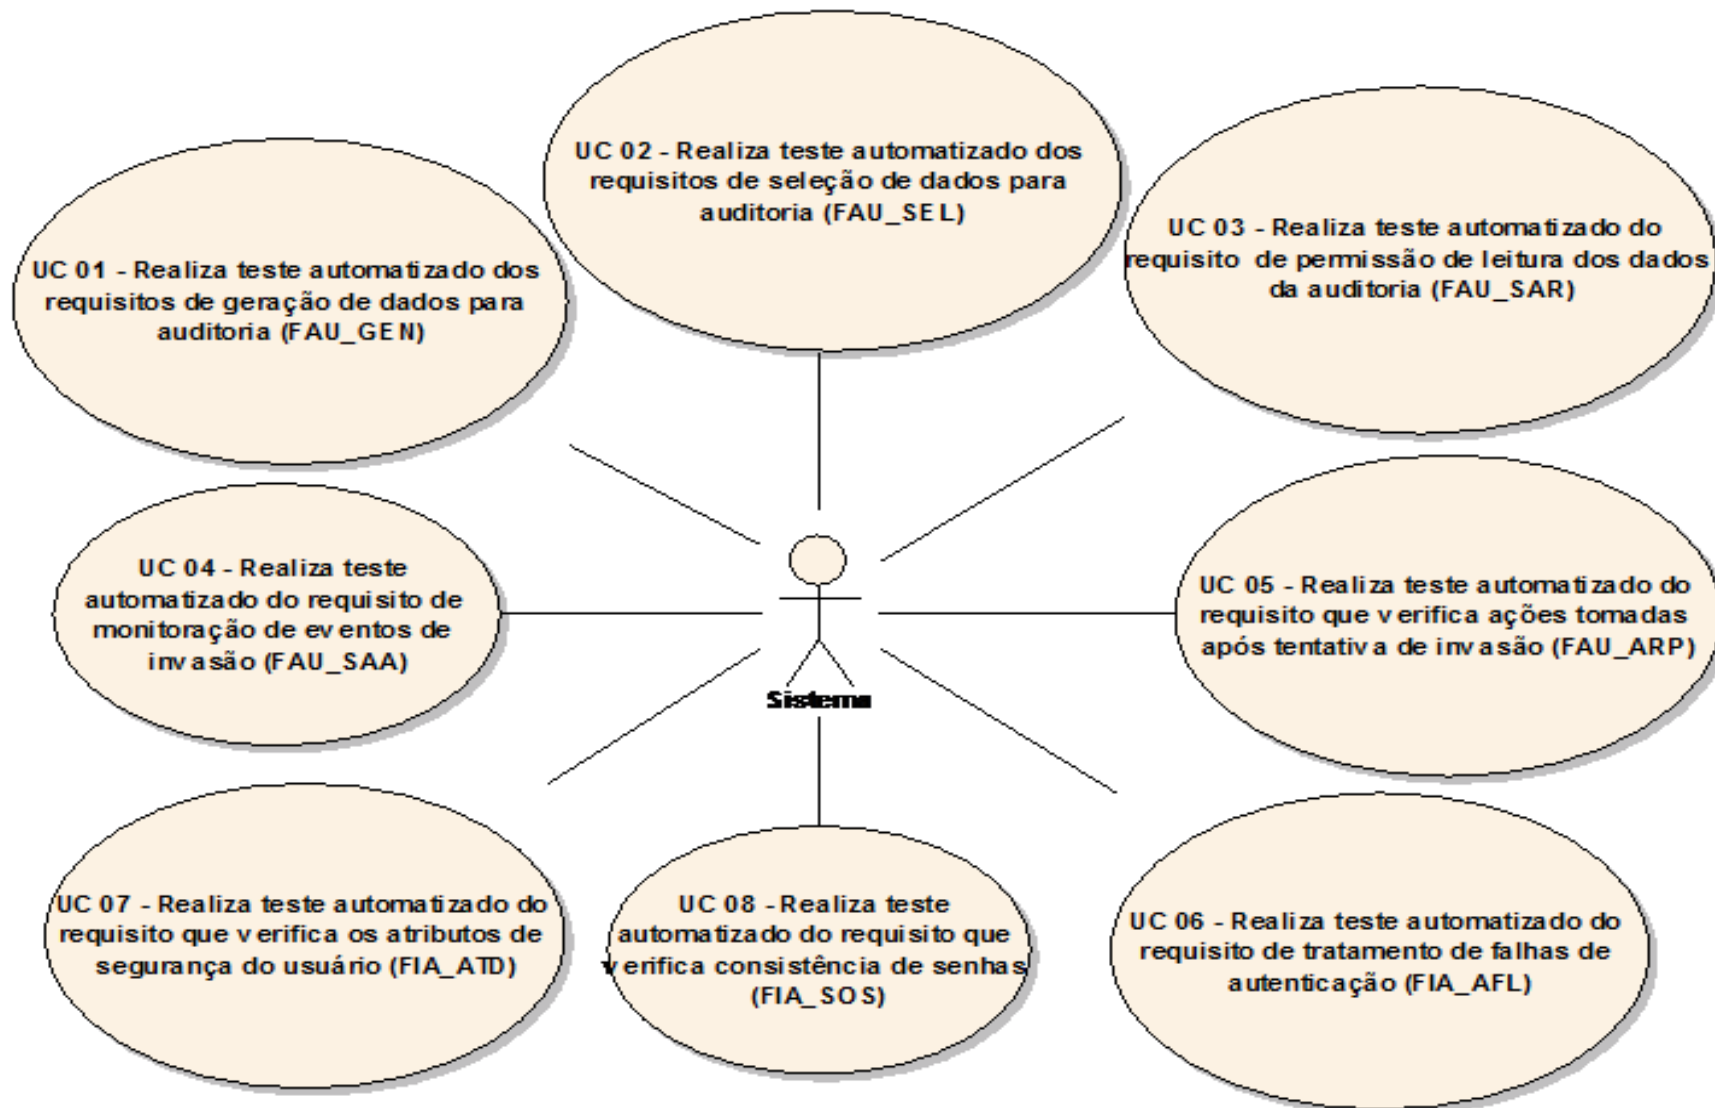 UC 02 - Realiza teste automatizado dos
requisitos de seleção de dados para
auditoria (FAU_SEL)
UC 03 - Realiza teste automatizado do
requisito de permissão de leitura dos dados
da auditoria (FAU_SAR)
UC 01 - Realiza teste automatizado dos
requisitos de geração de dados para
auditoria (FAU_GEN)
UC 04 - Realiza teste
automatizado do requisito de
monitoração de eventos de
invasão (FAU_SAA)
UC 05 - Realiza teste automatizado do
requisito que verifica ações tomadas
após tentativa de invasão (FAU_ARP)
Sistema
UC 07 - Realiza teste automatizado do
requisito que verifica os atributos de
segurança do usuário (FIA_ATD)
UC 08 - Realiza teste
automatizado do requisito que
verifica consistência de senhas
(FIA_SOS)
UC 06 - Realiza teste automatizado do
requisito de tratamento de falhas de
autenticação (FIA_AFL)